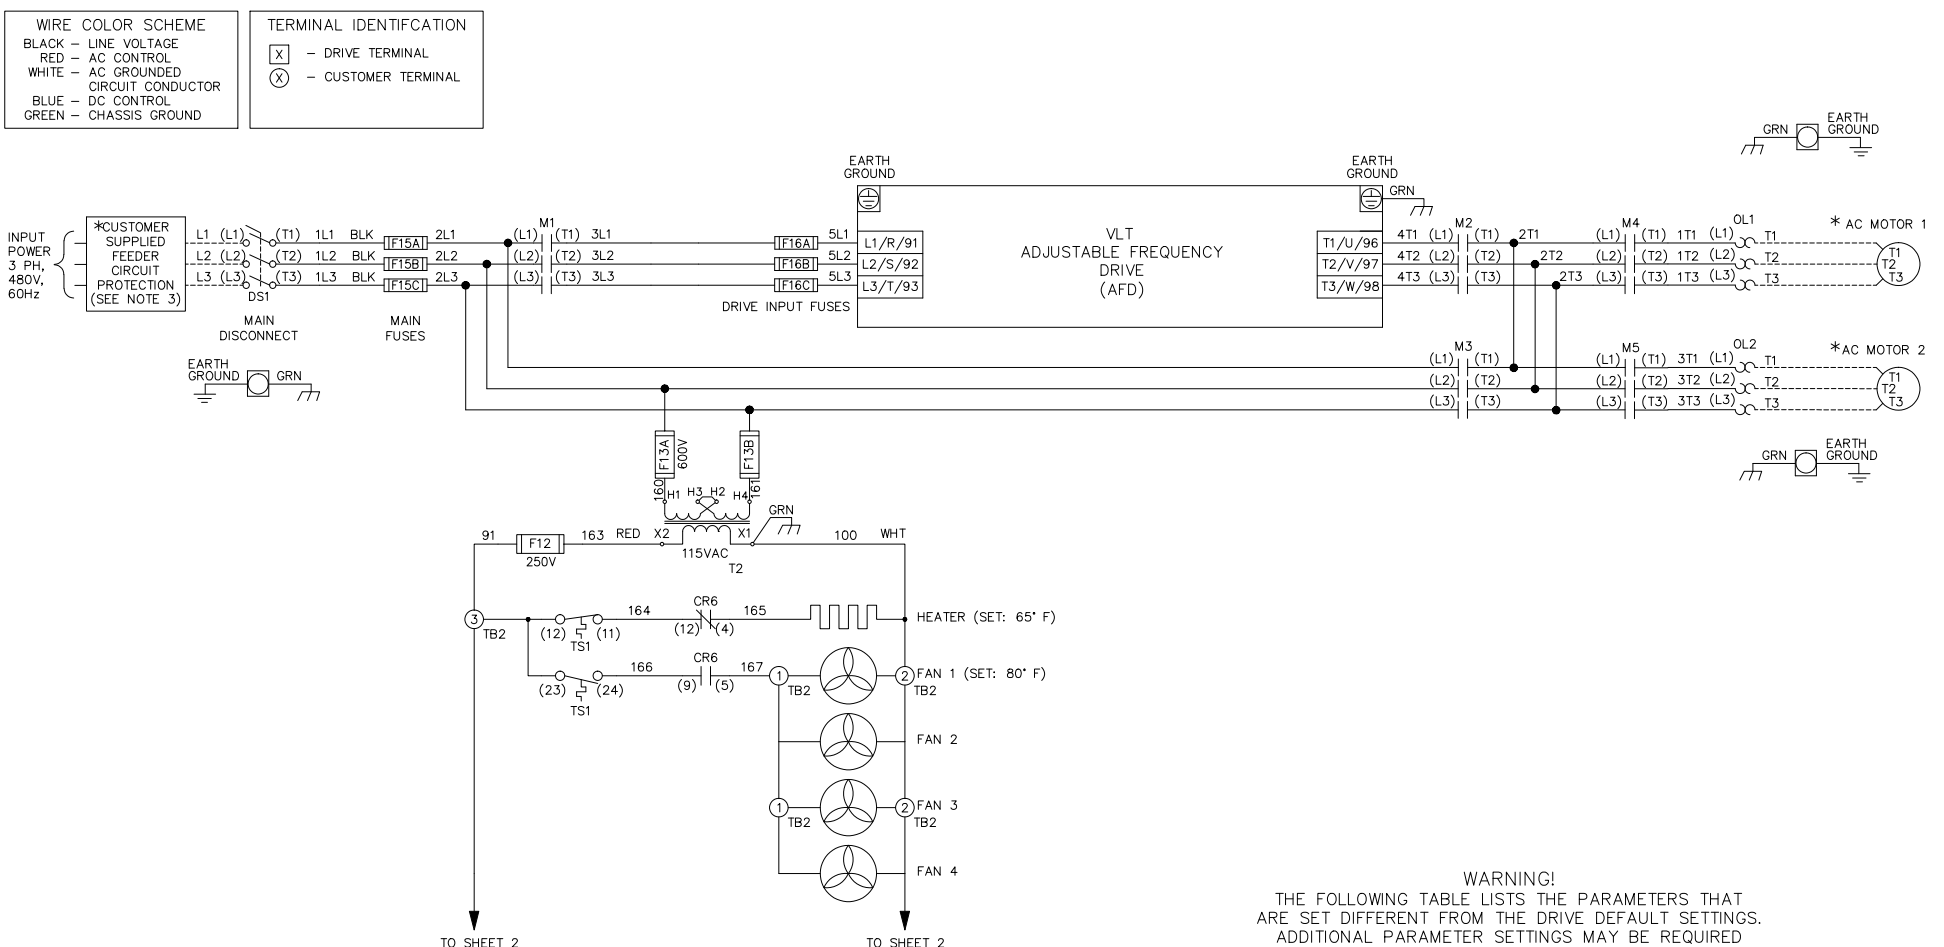 WIRE COLOR SCHEME
BLACK – LINE VOLTAGE
RED – AC CONTROL
WHITE – AC GROUNDED
CIRCUIT CONDUCTOR
BLUE – DC CONTROL
GREEN – CHASSIS GROUND
TERMINAL IDENTIFCATION
X – DRIVE TERMINAL
X – CUSTOMER TERMINAL
GRN
EARTH
GROUND
EARTH
GROUND
EARTH
GROUND
GRN
INPUT
POWER
3 PH,
480V,
60Hz
*CUSTOMER
SUPPLIED
FEEDER
CIRCUIT
PROTECTION
(SEE NOTE 3)
L1 (L1) (T1) 1L1 BLK F15A 2L1 (L1) M1 (T1) 3L1 F16A 5L1 L1/R/91
L2 (L2) (T2) 1L2 BLK F15B 2L2 (L2) (T2) 3L2 F16B 5L2 L2/S/92
L3 (L3) (T3) 1L3 BLK F15C 2L3 (L3) (T3) 3L3 F16C 5L3 L3/T/93
DS1
MAIN
DISCONNECT
MAIN
FUSES
DRIVE INPUT FUSES
VLT
ADJUSTABLE FREQUENCY
DRIVE
(AFD)
T1/U/96 4T1 (L1) M2 (T1) 2T1 (L1) M4 (T1) 1T1 (L1) OL1 T1
T2/V/97 4T2 (L2) (T2) 2T2 (L2) (T2) 1T2 (L2) T2
T3/W/98 4T3 (L3) (T3) 2T3 (L3) (T3) 1T3 (L3) T3
* AC MOTOR 1
T1
T2
T3
EARTH
GROUND
GRN
(L1) M3 (T1) (L1) M5 (T1) 3T1 (L1) OL2 T1
(L2) (T2) (L2) (T2) 3T2 (L2) T2
(L3) (T3) (L3) (T3) 3T3 (L3) T3
*AC MOTOR 2
T1
T2
T3
GRN
EARTH
GROUND
F13A
600V
F13B
160
H1 H3 H2 H4
161
GRN
91 F12 163 RED X2 X1 100 WHT
250V
115VAC
T2
3
TB2
(12) (11)
TS1
164
CR6
(12) (4)
165
HEATER (SET: 65° F)
(23) (24)
TS1
166
CR6
(9) (5)
167
1
TB2
2
TB2
FAN 1 (SET: 80° F)
FAN 2
1
TB2
2
TB2
FAN 3
FAN 4
TO SHEET 2
TO SHEET 2
WARNING!
THE FOLLOWING TABLE LISTS THE PARAMETERS THAT
ARE SET DIFFERENT FROM THE DRIVE DEFAULT SETTINGS.
ADDITIONAL PARAMETER SETTINGS MAY BE REQUIRED